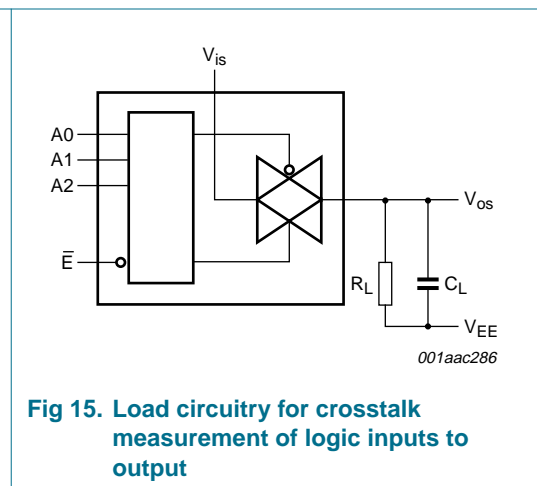 Vis
A0
A1
A2
E̅
Vos
RL
CL
VEE
001aac286
Fig 15. Load circuitry for crosstalk
measurement of logic inputs to
output